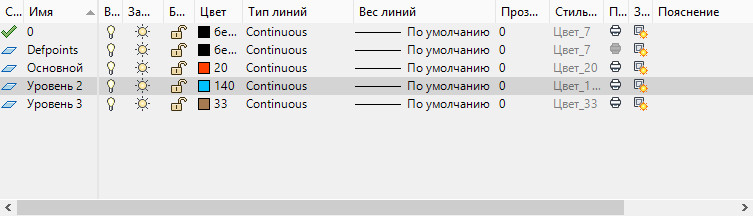 С... Имя В... За... Б... Цвет Тип линий Вес линий Проз... Стиль... П... З... Пояснение
0 бе... Continuous По умолчанию 0 Цвет_7
Defpoints бе... Continuous По умолчанию 0 Цвет_7
Основной 20 Continuous По умолчанию 0 Цвет_20
Уровень 2 140 Continuous По умолчанию 0 Цвет_1...
Уровень 3 33 Continuous По умолчанию 0 Цвет_33